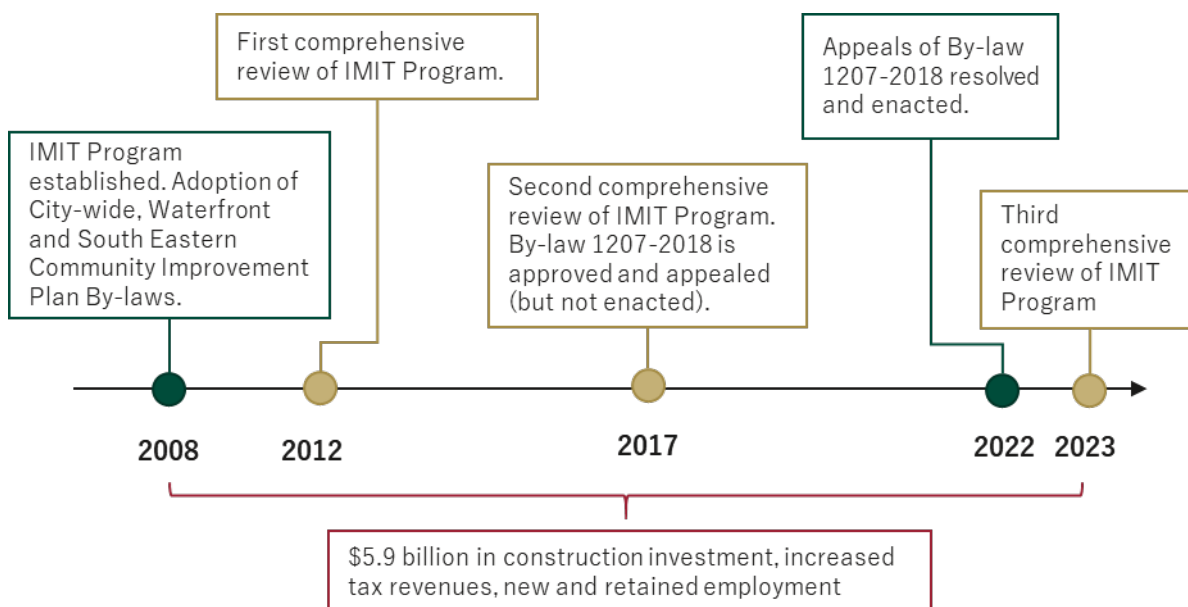 First comprehensive
review of IMIT Program.
Appeals of By-law
1207-2018 resolved
and enacted.
IMIT Program
established. Adoption of
City-wide, Waterfront
and South Eastern
Community Improvement
Plan By-laws.
Second comprehensive
review of IMIT Program.
By-law 1207-2018 is
approved and appealed
(but not enacted).
Third
comprehensive
review of IMIT
Program
2008
2012
2017
2022
2023
$5.9 billion in construction investment, increased
tax revenues, new and retained employment